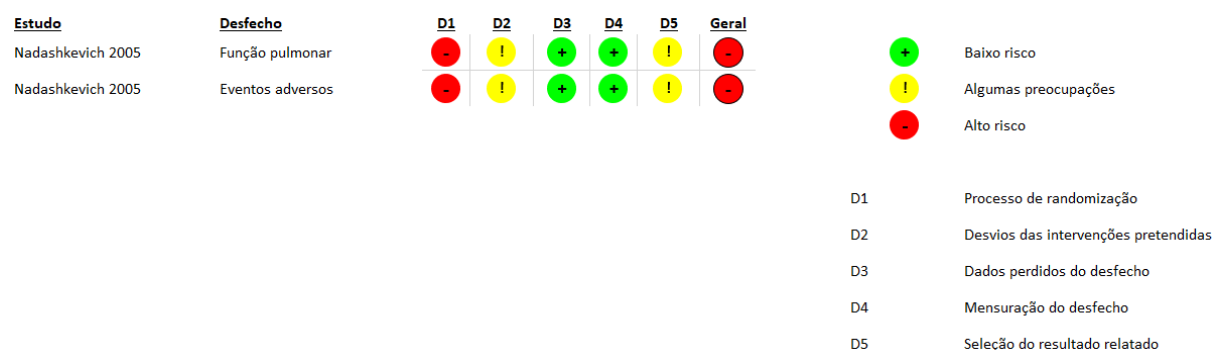 Estudo Desfecho D1 D2 D3 D4 D5 Geral
Nadashkevich 2005 Função pulmonar - ! + + ! -
Nadashkevich 2005 Eventos adversos - ! + + ! -
+ Baixo risco
! Algumas preocupações
- Alto risco
D1 Processo de randomização
D2 Desvios das intervenções pretendidas
D3 Dados perdidos do desfecho
D4 Mensuração do desfecho
D5 Seleção do resultado relatado